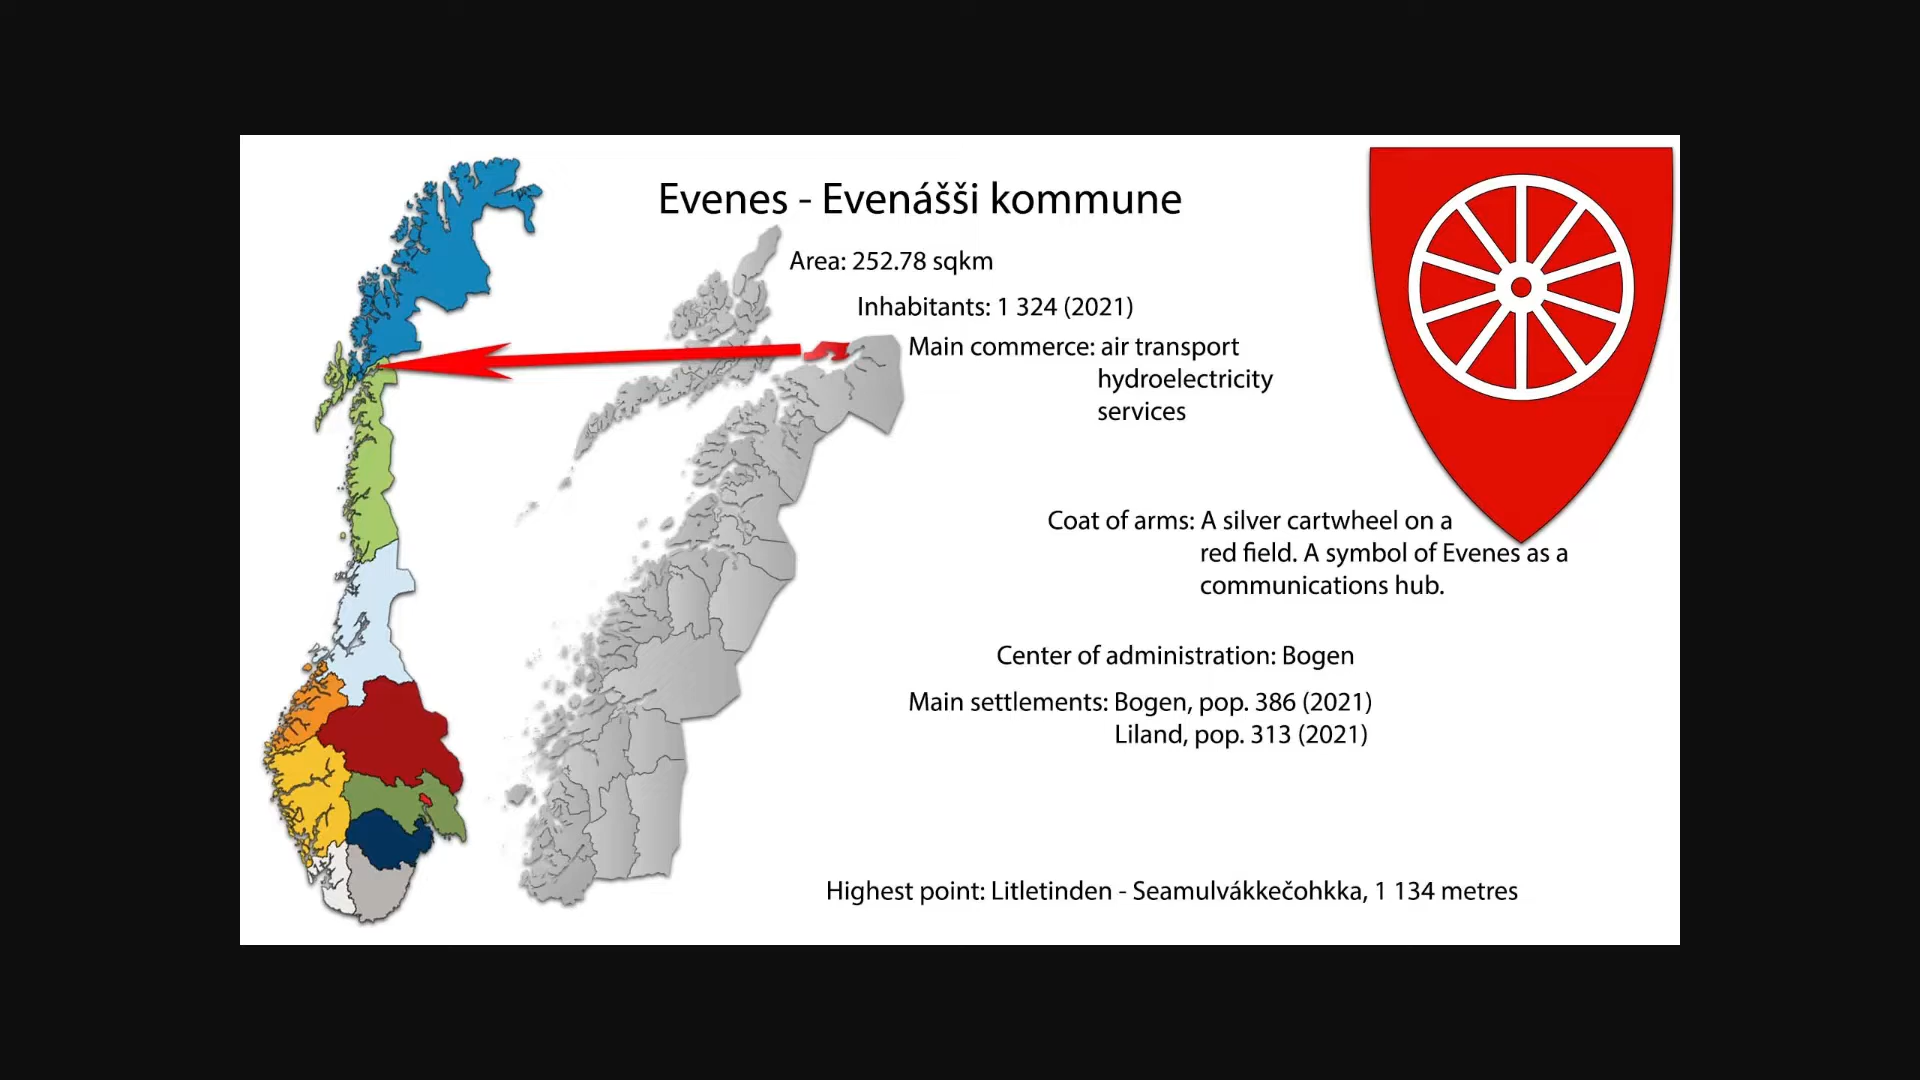 Evenes - Evenášši kommune
Area: 252.78 sqkm
Inhabitants: 1 324 (2021)
Main commerce: air transport
hydroelectricity
services
Coat of arms: A silver cartwheel on a
red field. A symbol of Evenes as a
communications hub.
Center of administration: Bogen
Main settlements: Bogen, pop. 386 (2021)
Liland, pop. 313 (2021)
Highest point: Litletinden - Seamulvákkečohkka, 1 134 metres